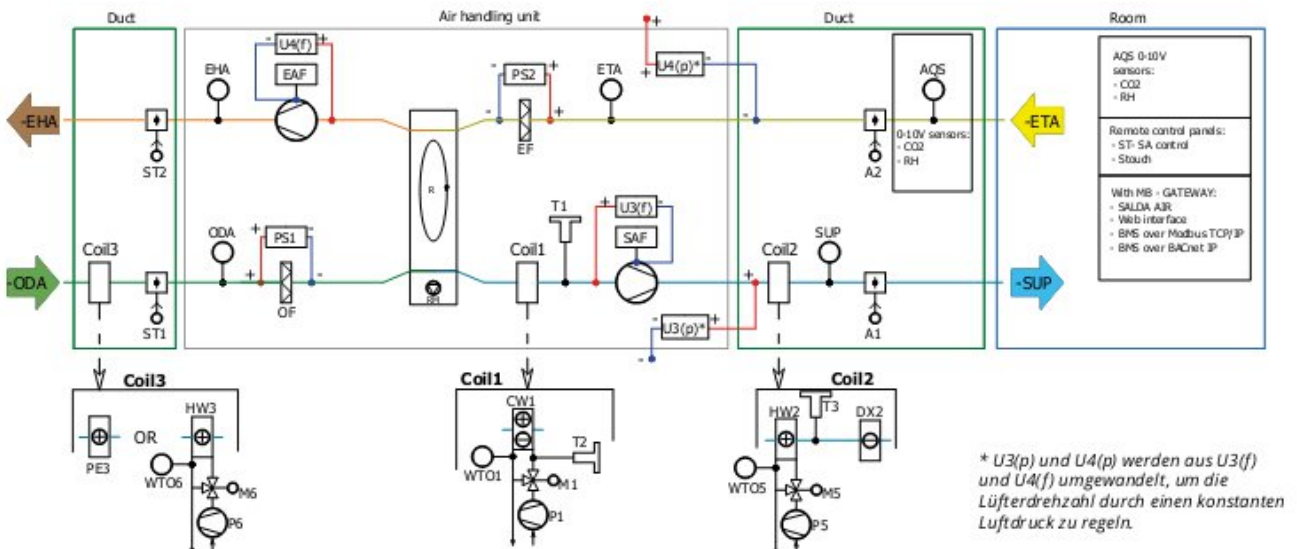 Duct
Air handling unit
Duct
Room
U4(f)
EHA
EAF
PS2
ETA
U4(p)*
AQS
AQS 0-10V
sensors:
- CO2
- RH
-EHA
-ETA
ST2
EF
R
0-10V sensors:
- CO2
- RH
A2
Remote control panels:
- ST- SA control
- Stouch
With MB - GATEWAY:
- SALDA AIR
- Web interface
- BMS over Modbus TCP/IP
- BMS over BACnet IP
ODA
PS1
T1
U3(f)
SAF
Coil3
Coil1
Coil2
SUP
-ODA
-SUP
ST1
OF
RM
U3(p)*
A1
Coil3
Coil1
Coil2
HW3
OR
PE3
WTO6
M6
P6
CW1
T2
WTO1
M1
P1
HW2
T3
DX2
WTO5
M5
P5
* U3(p) und U4(p) werden aus U3(f)
und U4(f) umgewandelt, um die
Lüfterdrehzahl durch einen konstanten
Luftdruck zu regeln.